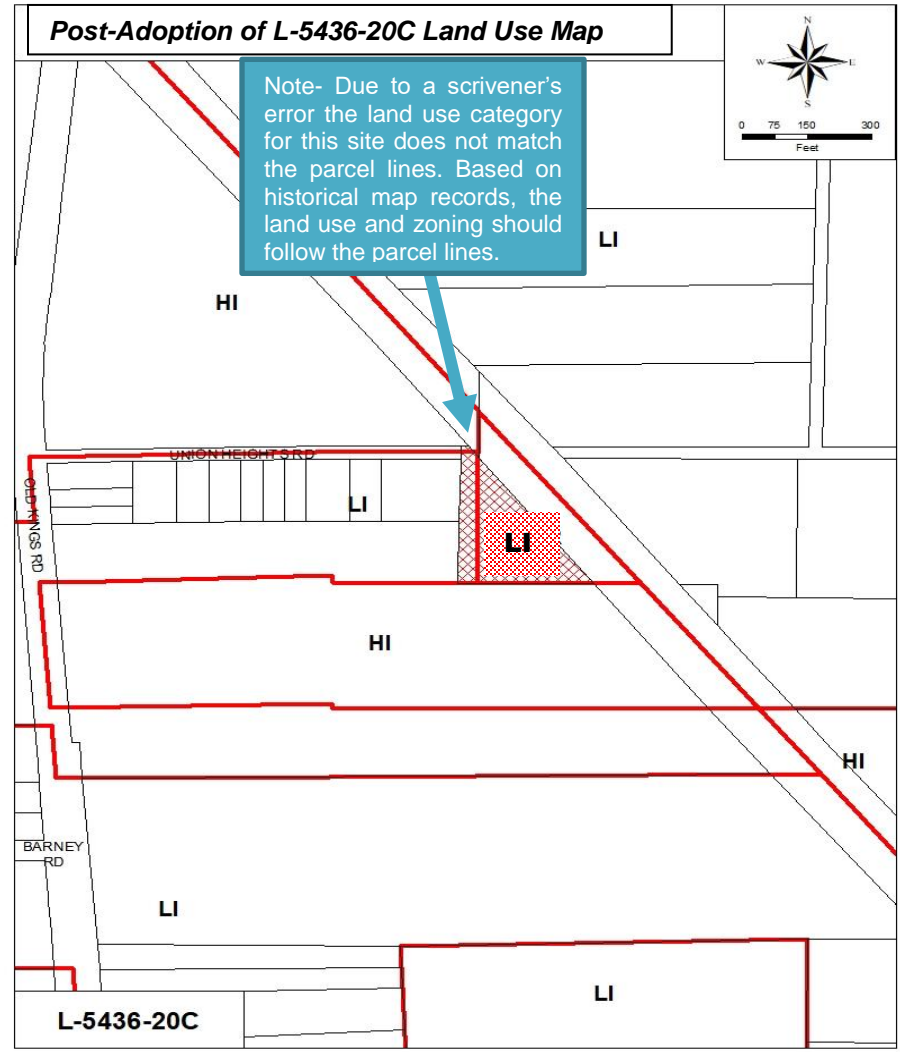 Post-Adoption of L-5436-20C Land Use Map
N
W
E
S
0 75 150 300
Feet
Note- Due to a scrivener’s
error the land use category
for this site does not match
the parcel lines. Based on
historical map records, the
land use and zoning should
follow the parcel lines.
LI
HI
UNION HEIGHTS RD
OLD KINGS RD
LI
LI
HI
HI
BARNEY
RD
LI
LI
L-5436-20C